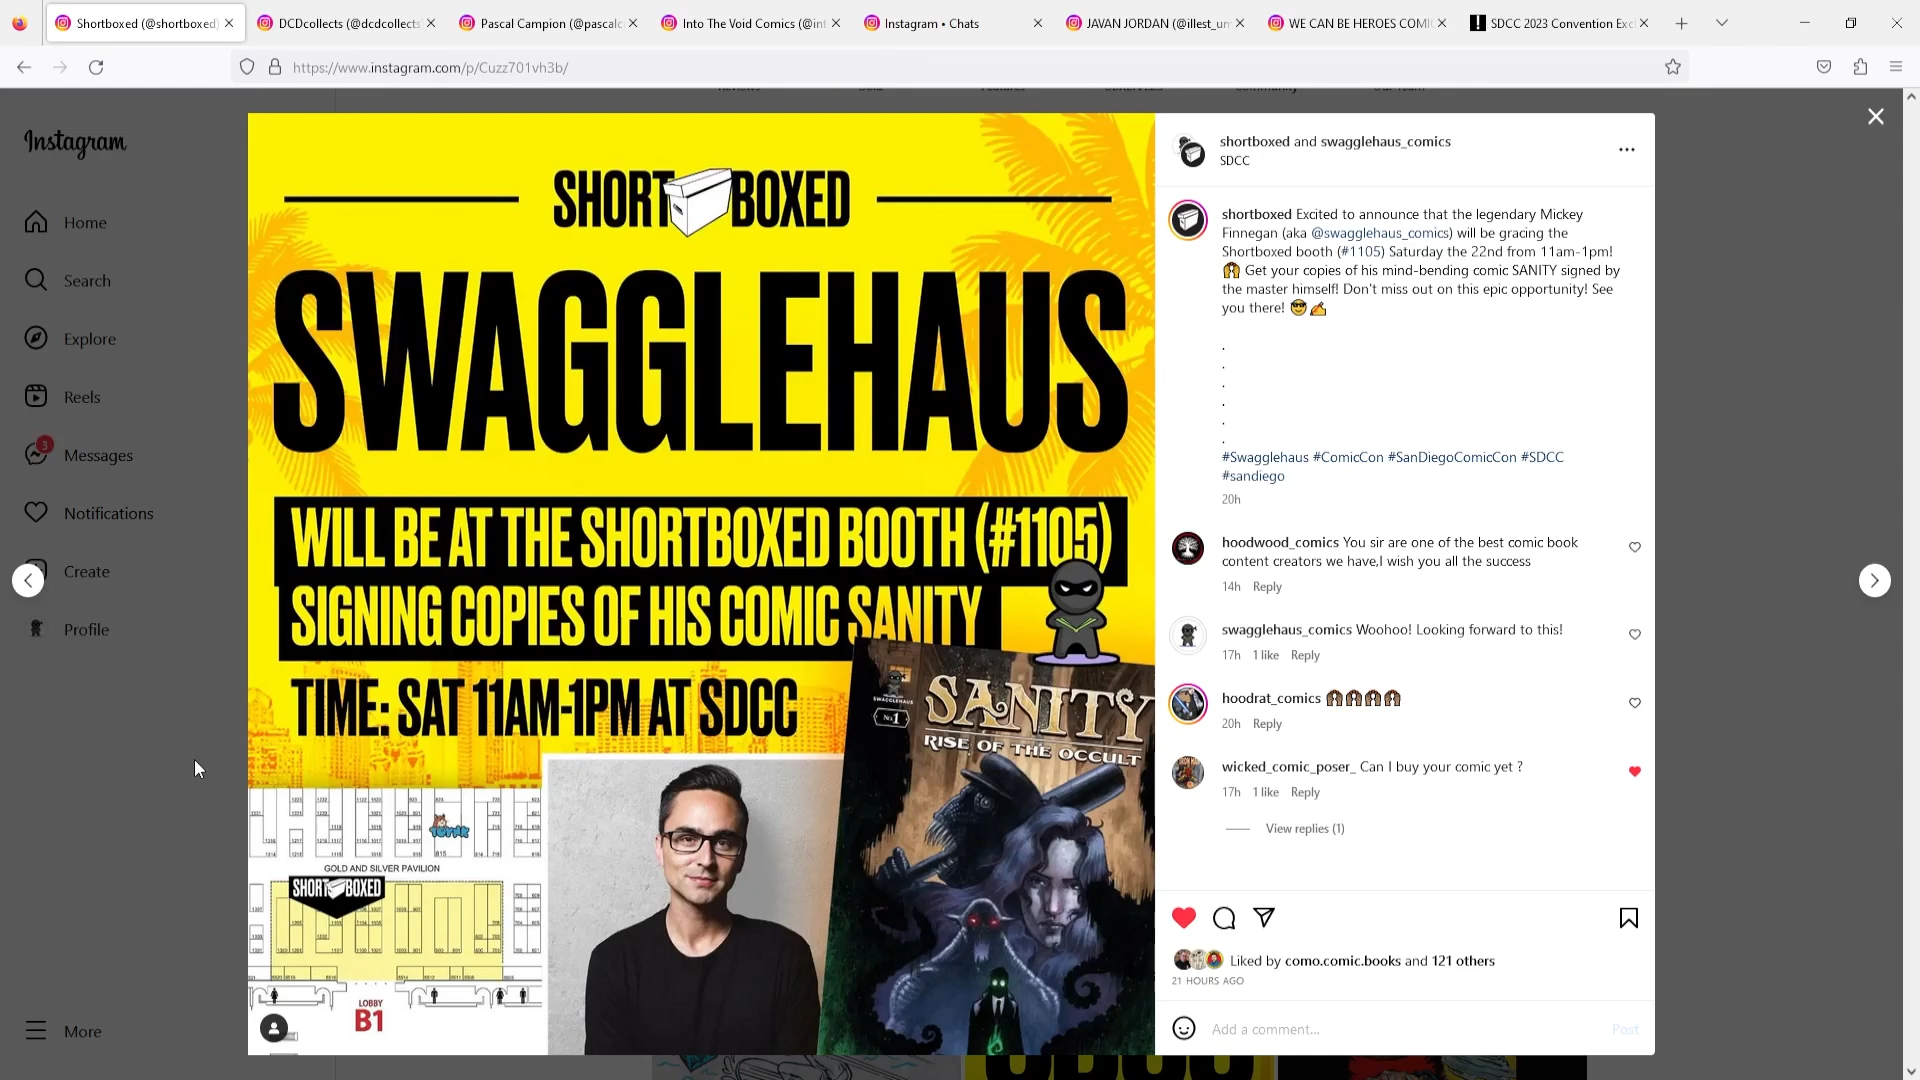 Shortboxed (@shortboxed)
DCDcollects (@dcdcollects
Pascal Campion (@pascalc
Into The Void Comics (@int
Instagram • Chats
JAVAN JORDAN (@illest_um
WE CAN BE HEROES COMI
SDCC 2023 Convention Exc
https://www.instagram.com/p/Cuzz701vh3b/
Instagram
Home
Search
Explore
Reels
3
Messages
Notifications
Create
Profile
More
SHORT BOXED
SWAGGLEHAUS
WILL BE AT THE SHORTBOXED BOOTH (#1105)
SIGNING COPIES OF HIS COMIC SANITY
TIME: SAT 11AM-1PM AT SDCC
SWAGGLEHAUS
No. 1
SANITY
RISE OF THE OCCULT
TOYNK
815
GOLD AND SILVER PAVILION
SHORT BOXED
LOBBY
B1
shortboxed and swagglehaus_comics
SDCC
shortboxed Excited to announce that the legendary Mickey
Finnegan (aka @swagglehaus_comics) will be gracing the
Shortboxed booth (#1105) Saturday the 22nd from 11am-1pm!
🙌 Get your copies of his mind-bending comic SANITY signed by
the master himself! Don't miss out on this epic opportunity! See
you there! 😎✍
.
.
.
.
.
.
#Swagglehaus #ComicCon #SanDiegoComicCon #SDCC
#sandiego
20h
hoodwood_comics You sir are one of the best comic book
content creators we have,I wish you all the success
14h Reply
swagglehaus_comics Woohoo! Looking forward to this!
17h 1 like Reply
hoodrat_comics 🙌🙌🙌🙌
20h Reply
wicked_comic_poser_ Can I buy your comic yet ?
17h 1 like Reply
View replies (1)
Liked by como.comic.books and 121 others
21 HOURS AGO
Add a comment...
Post